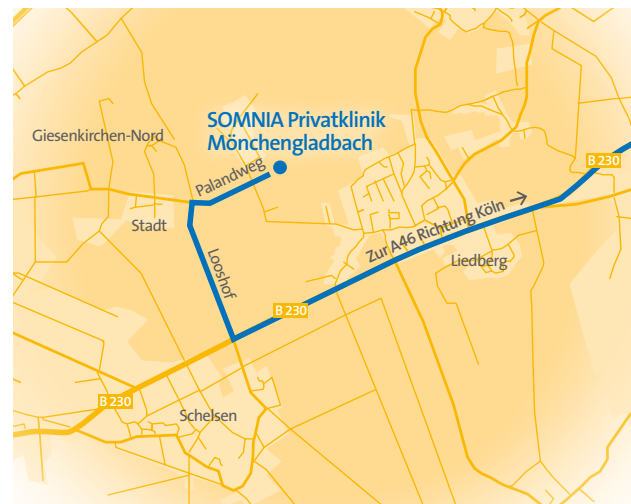 SOMNIA Privatklinik
Mönchengladbach
Giesenkirchen-Nord
B 230
Palandweg
Stadt
Zur A46 Richtung Köln →
Looshof
Liedberg
B 230
B 230
Schelsen